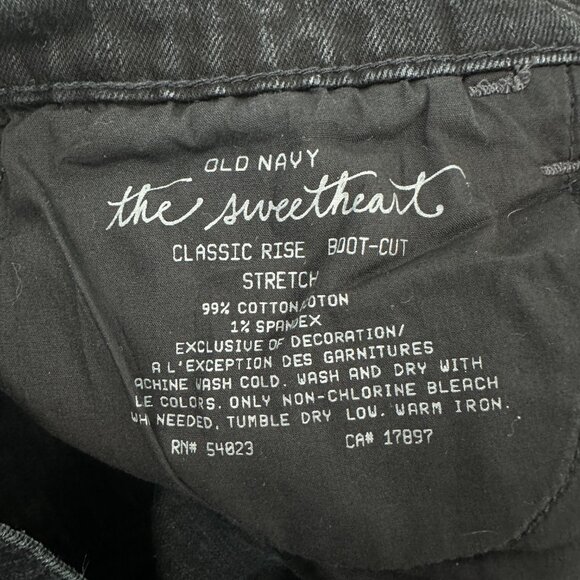 OLD NAVY
the sweetheart
CLASSIC RISE BOOT-CUT
STRETCH
99% COTTON/COTON
1% SPANDEX
EXCLUSIVE OF DECORATION/
A L'EXCEPTION DES GARNITURES
ACHINE WASH COLD. WASH AND DRY WITH
LE COLORS. ONLY NON-CHLORINE BLEACH
WH NEEDED. TUMBLE DRY LOW. WARM IRON.
RN# 54023 CA# 17897